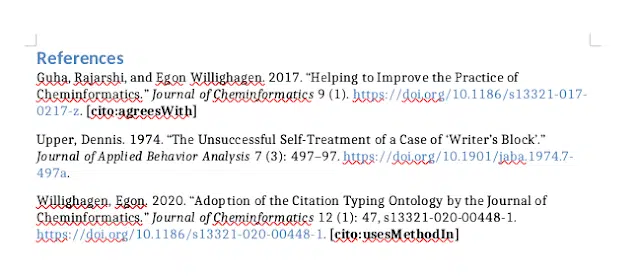 References
Guha, Rajarshi, and Egon Willighagen. 2017. “Helping to Improve the Practice of
Cheminformatics.” Journal of Cheminformatics 9 (1). https://doi.org/10.1186/s13321-017-
0217-z. [cito:agreesWith]
Upper, Dennis. 1974. “The Unsuccessful Self-Treatment of a Case of ‘Writer’s Block’.”
Journal of Applied Behavior Analysis 7 (3): 497–97. https://doi.org/10.1901/jaba.1974.7-
497a.
Willighagen, Egon. 2020. “Adoption of the Citation Typing Ontology by the Journal of
Cheminformatics.” Journal of Cheminformatics 12 (1): 47, s13321-020-00448-1.
https://doi.org/10.1186/s13321-020-00448-1. [cito:usesMethodIn]